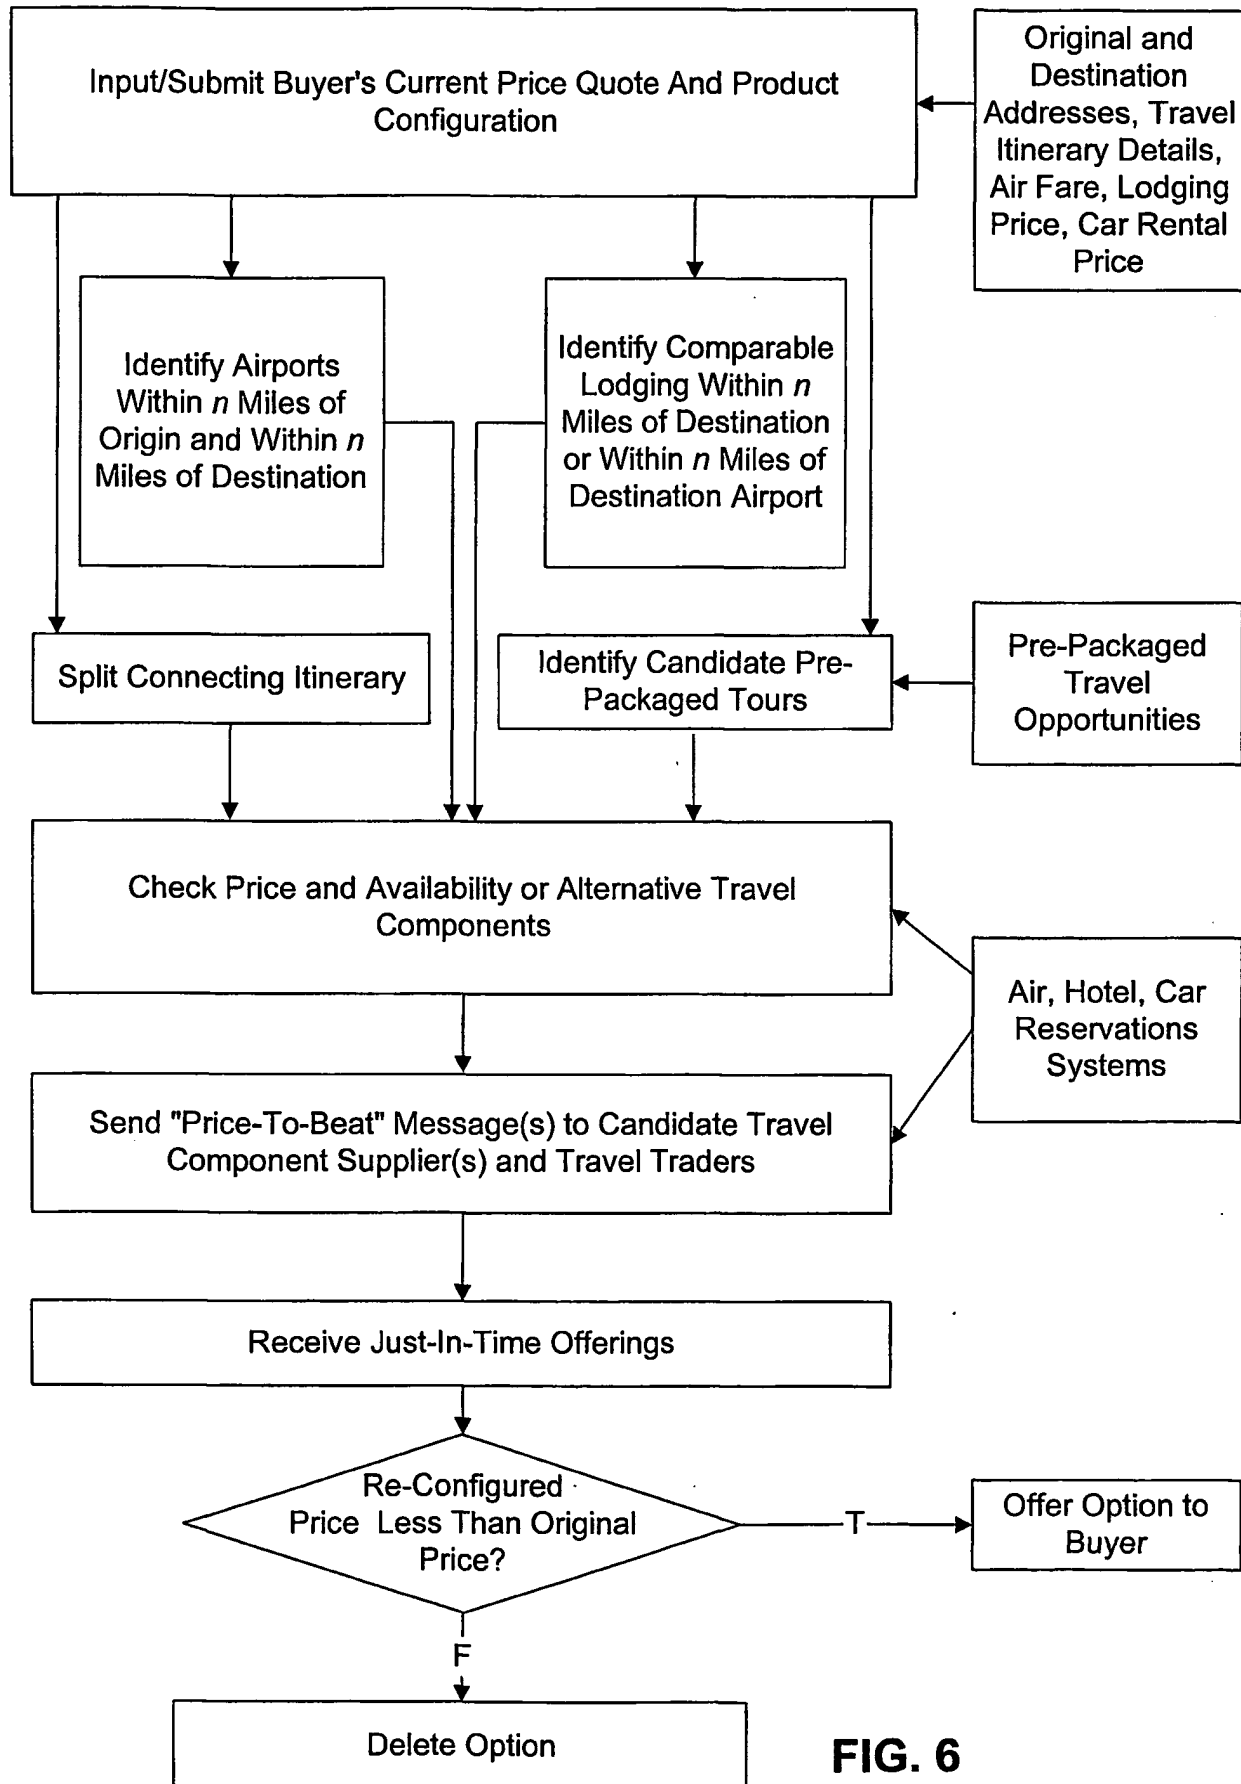 Input/Submit Buyer's Current Price Quote And Product
Configuration
Original and
Destination
Addresses, Travel
Itinerary Details,
Air Fare, Lodging
Price, Car Rental
Price
Identify Airports
Within n Miles of
Origin and Within n
Miles of Destination
Identify Comparable
Lodging Within n
Miles of Destination
or Within n Miles of
Destination Airport
Split Connecting Itinerary
Identify Candidate Pre-
Packaged Tours
Pre-Packaged
Travel
Opportunities
Check Price and Availability or Alternative Travel
Components
Air, Hotel, Car
Reservations
Systems
Send "Price-To-Beat" Message(s) to Candidate Travel
Component Supplier(s) and Travel Traders
Receive Just-In-Time Offerings
Re-Configured
Price Less Than Original
Price?
T
Offer Option to
Buyer
F
Delete Option
FIG. 6